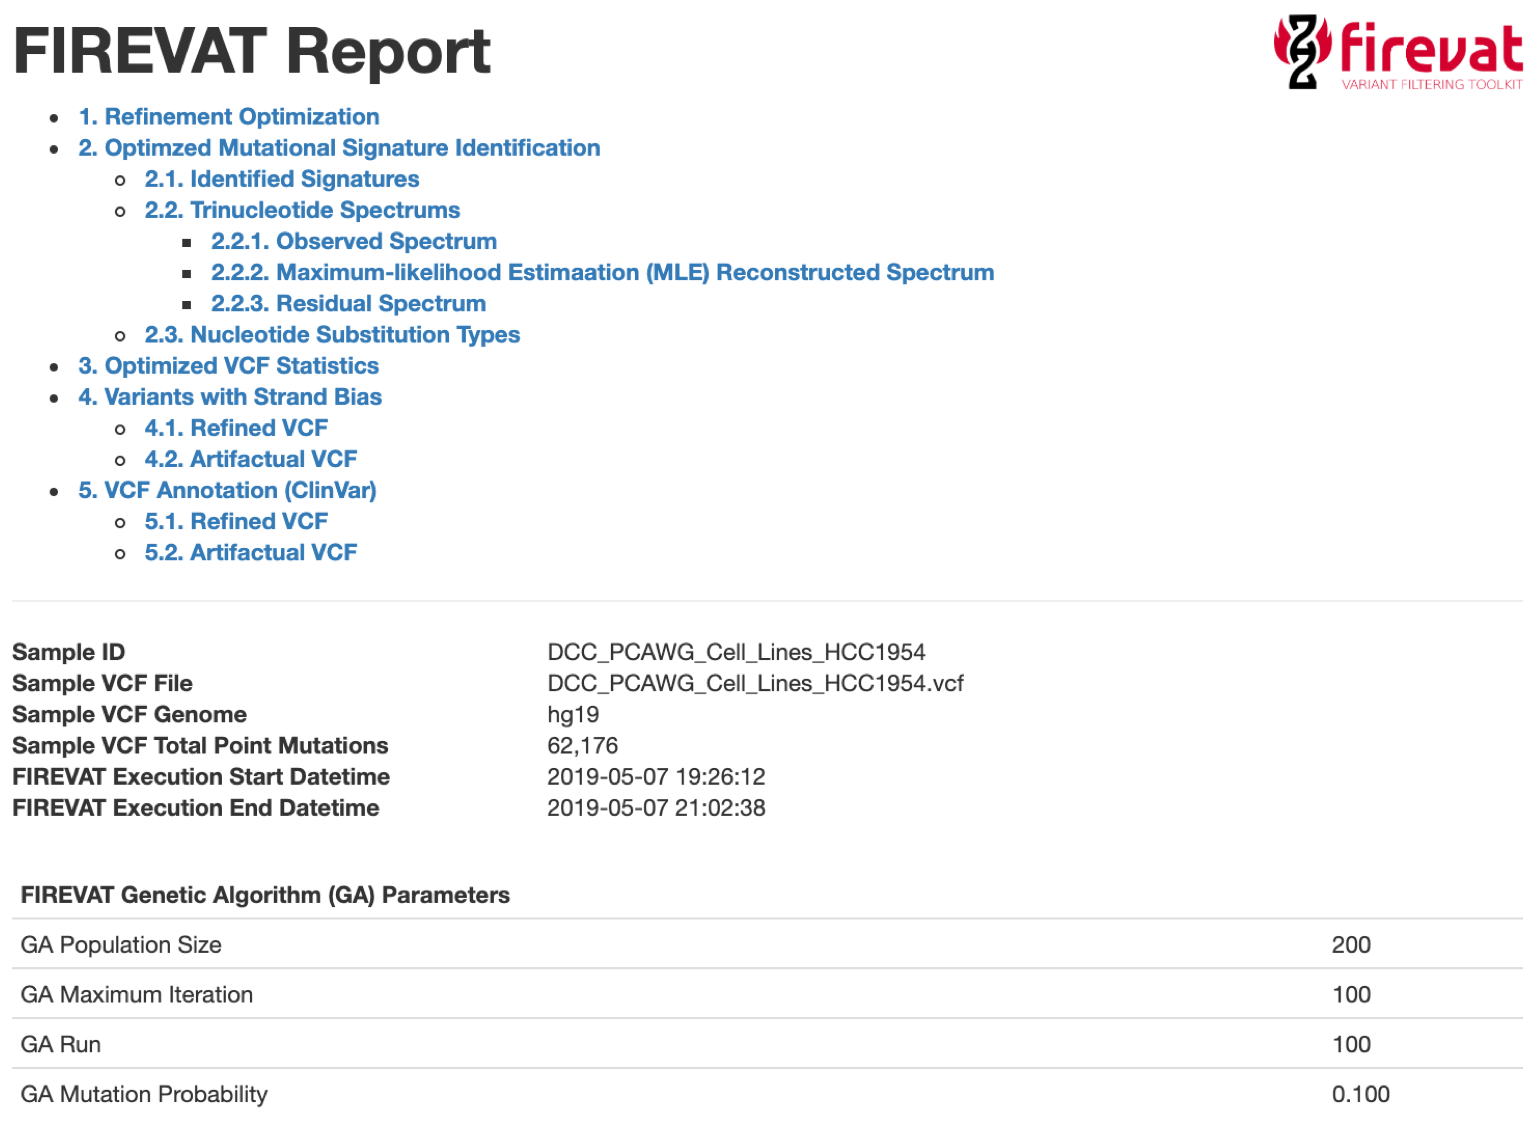 FIREVAT Report
firevat
VARIANT FILTERING TOOLKIT
1. Refinement Optimization
2. Optimzed Mutational Signature Identification
2.1. Identified Signatures
2.2. Trinucleotide Spectrums
2.2.1. Observed Spectrum
2.2.2. Maximum-likelihood Estimaation (MLE) Reconstructed Spectrum
2.2.3. Residual Spectrum
2.3. Nucleotide Substitution Types
3. Optimized VCF Statistics
4. Variants with Strand Bias
4.1. Refined VCF
4.2. Artifactual VCF
5. VCF Annotation (ClinVar)
5.1. Refined VCF
5.2. Artifactual VCF
Sample ID DCC_PCAWG_Cell_Lines_HCC1954
Sample VCF File DCC_PCAWG_Cell_Lines_HCC1954.vcf
Sample VCF Genome hg19
Sample VCF Total Point Mutations 62,176
FIREVAT Execution Start Datetime 2019-05-07 19:26:12
FIREVAT Execution End Datetime 2019-05-07 21:02:38
FIREVAT Genetic Algorithm (GA) Parameters
GA Population Size 200
GA Maximum Iteration 100
GA Run 100
GA Mutation Probability 0.100